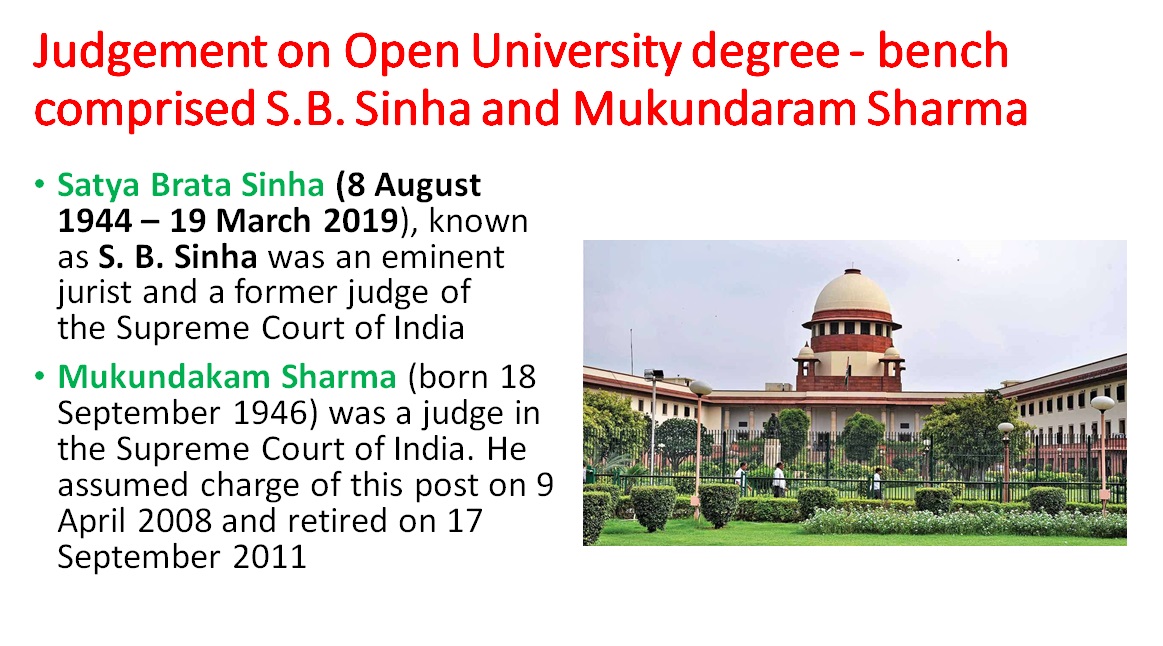 Judgement on Open University degree - bench
comprised S.B. Sinha and Mukundaram Sharma
• Satya Brata Sinha (8 August
1944 – 19 March 2019), known
as S. B. Sinha was an eminent
jurist and a former judge of
the Supreme Court of India
• Mukundakam Sharma (born 18
September 1946) was a judge in
the Supreme Court of India. He
assumed charge of this post on 9
April 2008 and retired on 17
September 2011